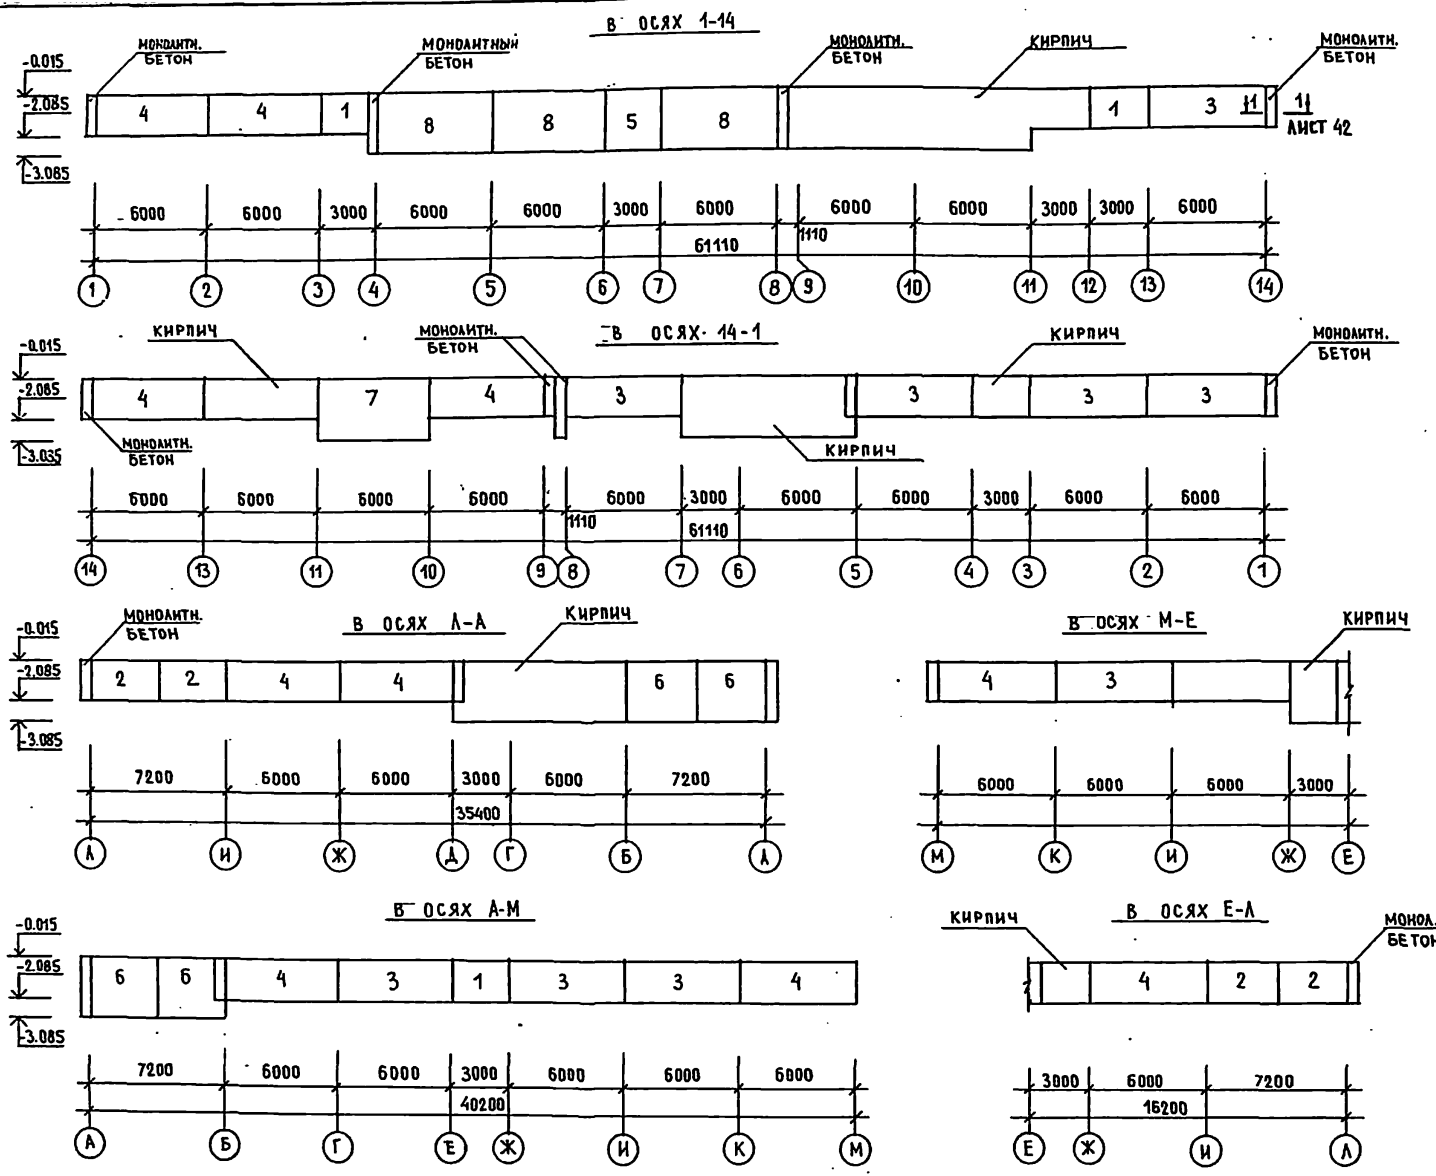 В ОСЯХ 1-14
МОНОЛИТН.
БЕТОН
МОНОЛИТНЫЙ
БЕТОН
МОНОЛИТН.
БЕТОН
КИРПИЧ
МОНОЛИТН.
БЕТОН
-0.015
-2.085
-3.085
4 4 1 8 8 5 8 1 3 1 1
ЛИСТ 42
6000 6000 3000 6000 6000 3000 6000 1110 6000 6000 3000 3000 6000
61110
1 2 3 4 5 6 7 8 9 10 11 12 13 14
В ОСЯХ 14-1
КИРПИЧ
МОНОЛИТН.
БЕТОН
КИРПИЧ
МОНОЛИТН.
БЕТОН
-0.015
-2.085
-3.035
4 7 4 3 3 3 3
МОНОЛИТН.
БЕТОН
КИРПИЧ
6000 6000 6000 6000 1110 6000 3000 6000 6000 3000 6000 6000
61110
14 13 11 10 9 8 7 6 5 4 3 2 1
В ОСЯХ Л-А
МОНОЛИТН.
БЕТОН
КИРПИЧ
-0.015
-2.085
-3.085
2 2 4 4 6 6
7200 6000 6000 3000 6000 7200
35400
Л И Ж Д Г Б А
В ОСЯХ М-Е
КИРПИЧ
4 3
6000 6000 6000 3000
М К И Ж Е
В ОСЯХ А-М
-0.015
-2.085
-3.085
6 6 4 3 1 3 3 4
7200 6000 6000 3000 6000 6000 6000
40200
А Б Г Е Ж И К М
В ОСЯХ Е-Л
КИРПИЧ
МОНОЛ.
БЕТОН
4 2 2
3000 6000 7200
16200
Е Ж И Л